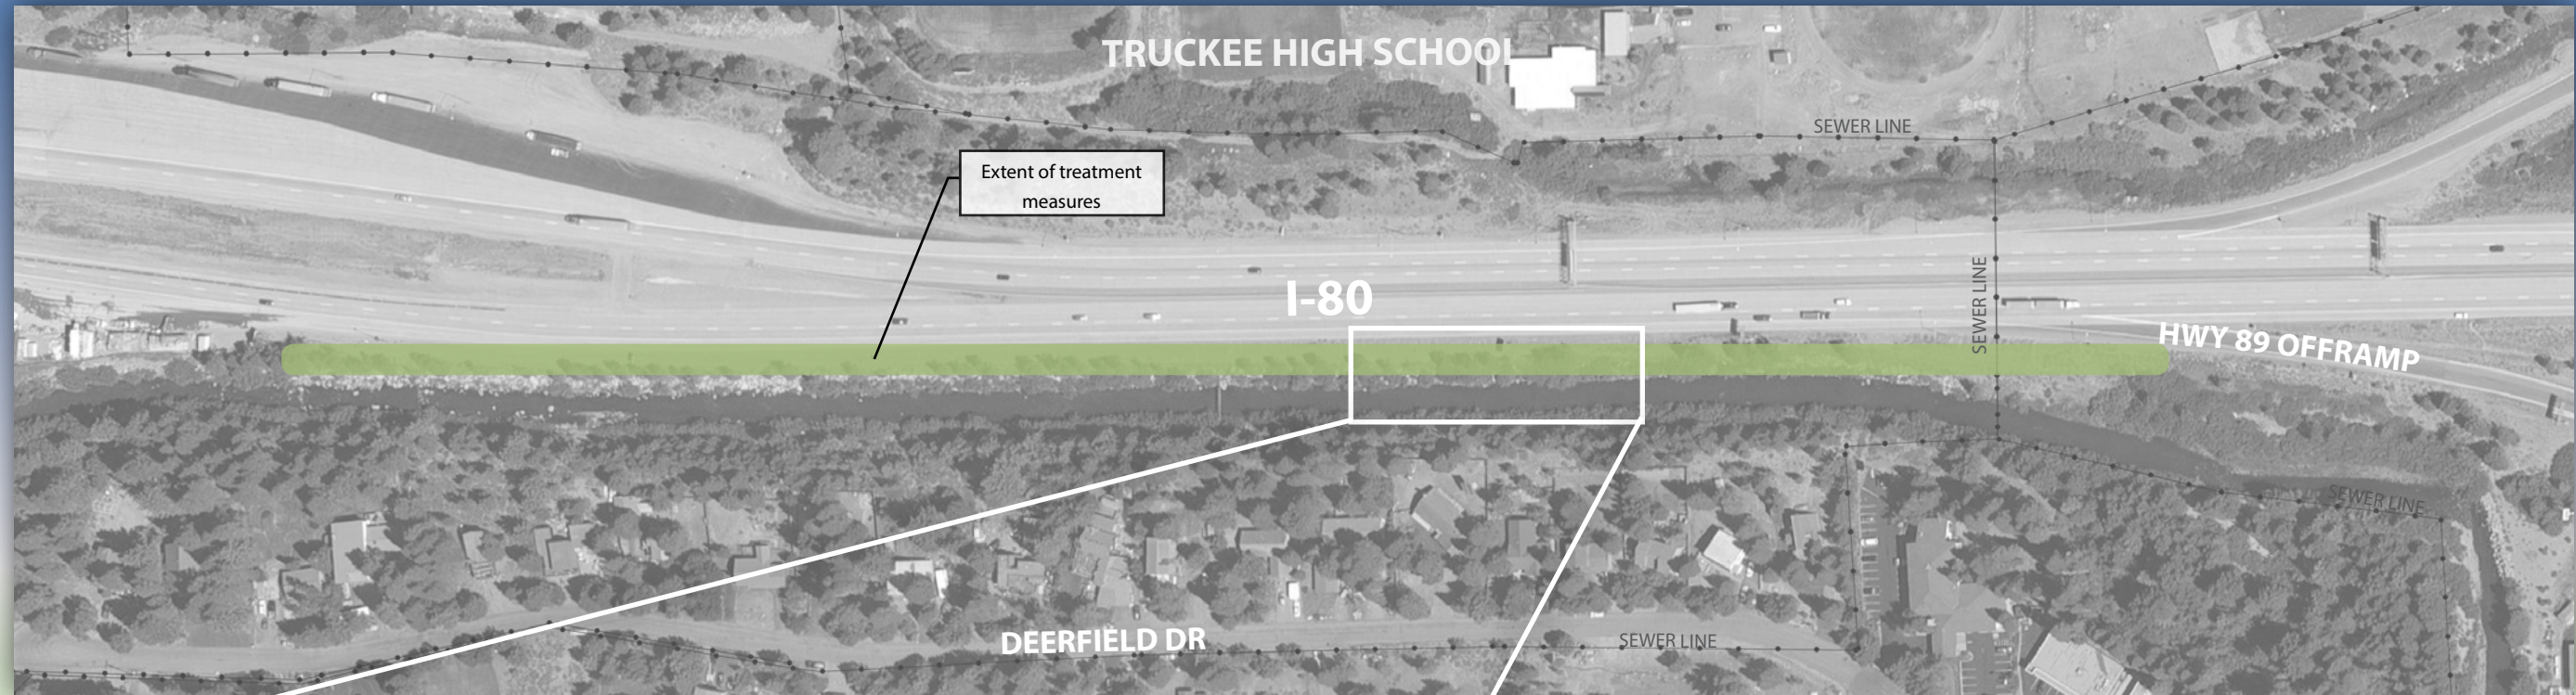 TRUCKEE HIGH SCHOOL
SEWER LINE
Extent of treatment
measures
I-80
SEWER LINE
HWY 89 OFFRAMP
SEWER LINE
DEERFIELD DR
SEWER LINE